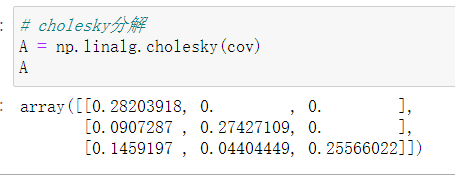 :
# cholesky分解
A = np.linalg.cholesky(cov)
A
: array([[0.28203918, 0.        , 0.        ],
       [0.0907287 , 0.27427109, 0.        ],
       [0.1459197 , 0.04404449, 0.25566022]])